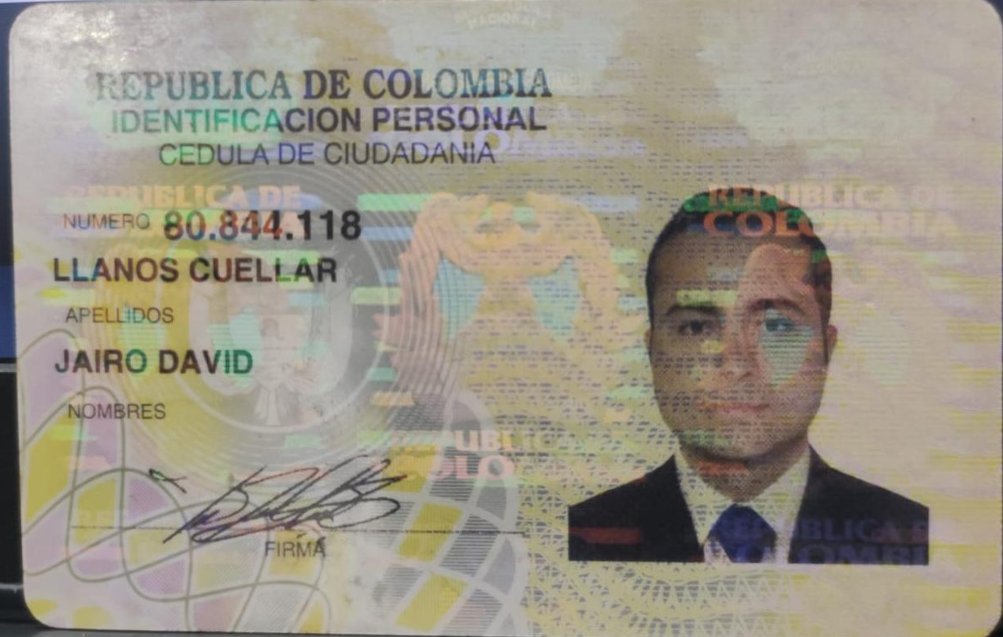 REPUBLICA DE COLOMBIA
IDENTIFICACION PERSONAL
CEDULA DE CIUDADANIA
REPUBLICA DE
NUMERO 80.844.118
LLANOS CUELLAR
APELLIDOS
JAIRO DAVID
NOMBRES
FIRMA
REPUBLICA DE
COLOMBIA